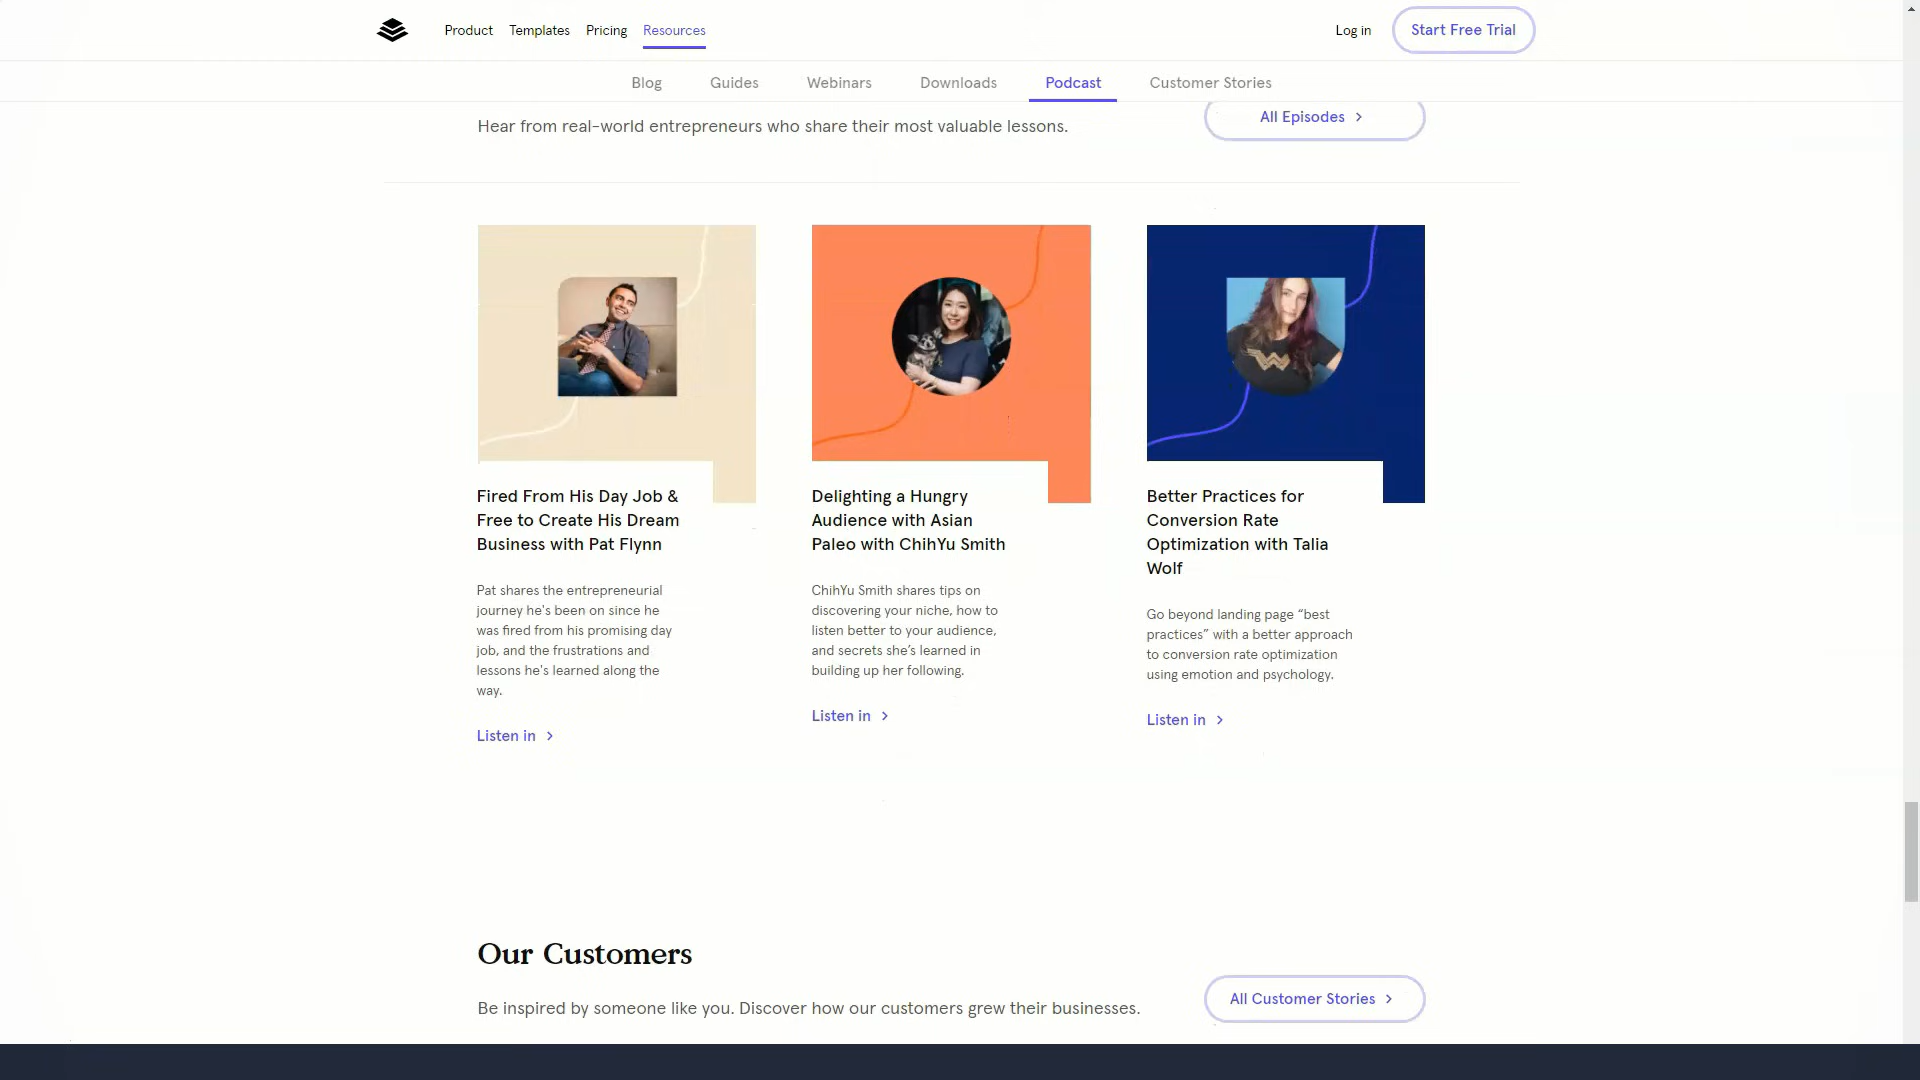 Product Templates Pricing Resources Log in Start Free Trial
Blog Guides Webinars Downloads Podcast Customer Stories
Hear from real-world entrepreneurs who share their most valuable lessons. All Episodes
Fired From His Day Job &
Free to Create His Dream
Business with Pat Flynn
Pat shares the entrepreneurial
journey he's been on since he
was fired from his promising day
job, and the frustrations and
lessons he's learned along the
way.
Listen in
Delighting a Hungry
Audience with Asian
Paleo with ChihYu Smith
ChihYu Smith shares tips on
discovering your niche, how to
listen better to your audience,
and secrets she’s learned in
building up her following.
Listen in
Better Practices for
Conversion Rate
Optimization with Talia
Wolf
Go beyond landing page “best
practices” with a better approach
to conversion rate optimization
using emotion and psychology.
Listen in
Our Customers
Be inspired by someone like you. Discover how our customers grew their businesses. All Customer Stories